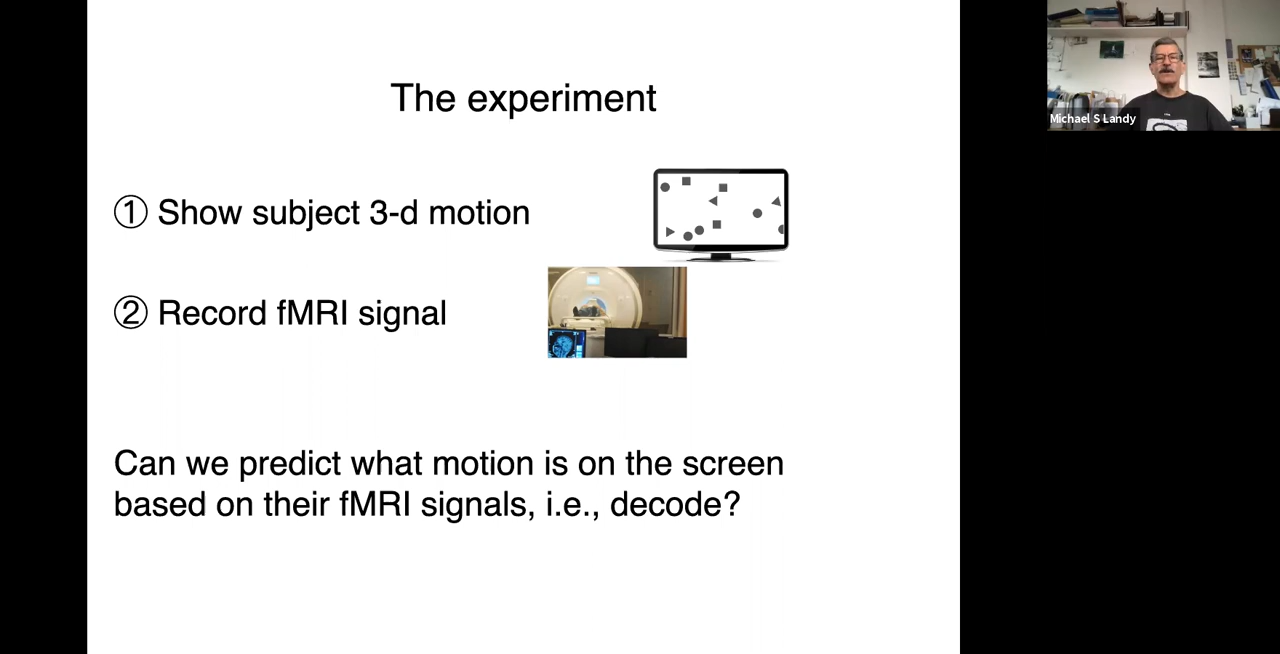 The experiment
① Show subject 3-d motion
② Record fMRI signal
Can we predict what motion is on the screen
based on their fMRI signals, i.e., decode?
Michael S Landy